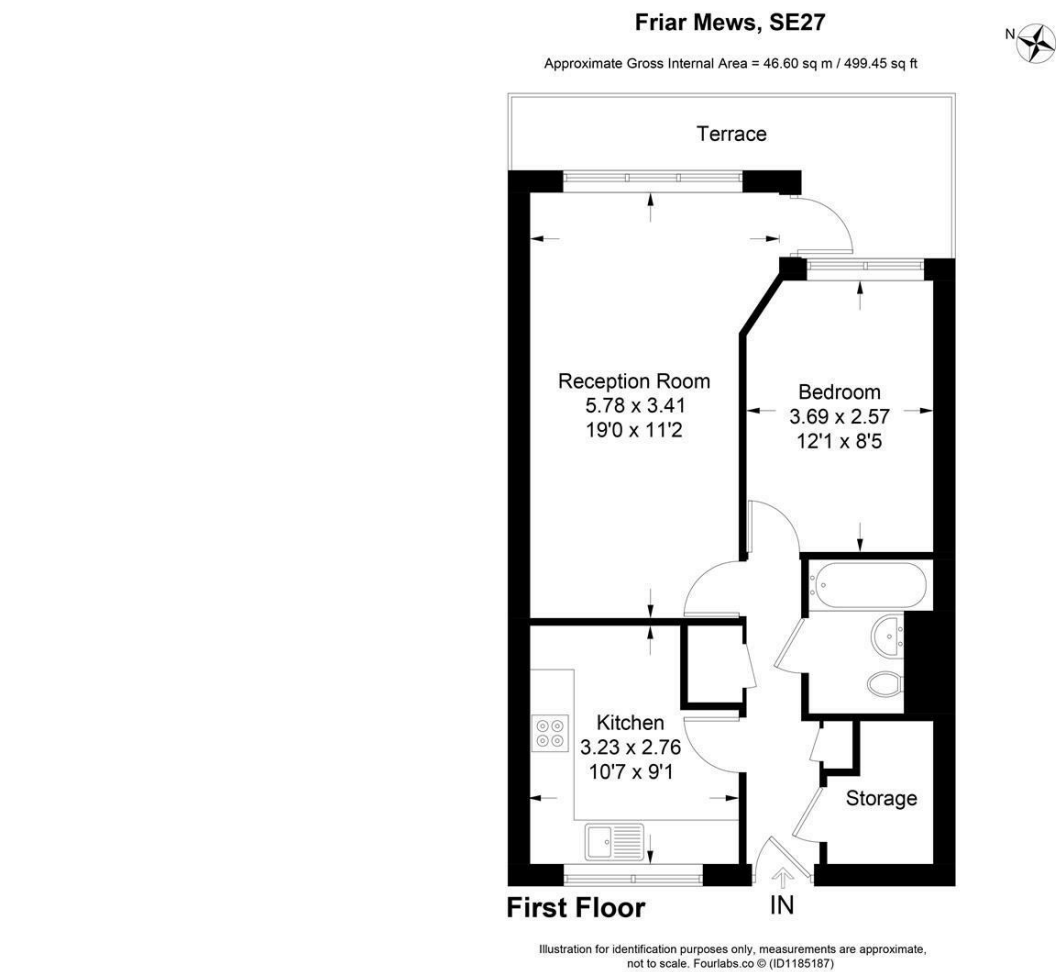 Friar Mews, SE27
N
Approximate Gross Internal Area = 46.60 sq m / 499.45 sq ft
Terrace
Reception Room
5.78 x 3.41
19'0 x 11'2
Bedroom
3.69 x 2.57
12'1 x 8'5
Kitchen
3.23 x 2.76
10'7 x 9'1
Storage
IN
First Floor
Illustration for identification purposes only, measurements are approximate,
not to scale. Fourlabs.co © (ID1185187)